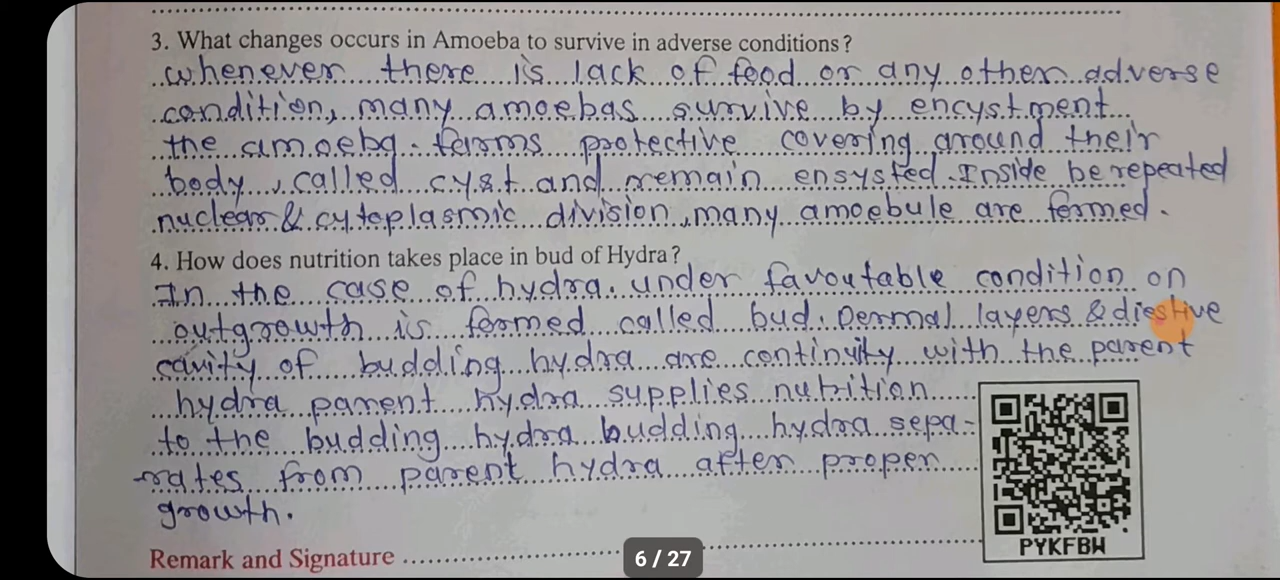 3. What changes occurs in Amoeba to survive in adverse conditions?
whenever there is lack of food or any other adverse
condition, many amoebas survive by encystment
the amoeba forms protective covering around their
body, called cyst and remain ensysted. Inside be repeated
nuclear & cytoplasmic division, many amoebule are formed.
4. How does nutrition takes place in bud of Hydra?
In the case of hydra. under favoutable condition on
outgrowth is formed called bud. Dermal layers & diestive
cavity of budding hydra are continuity with the parent
hydra parent hydra supplies nutrition
to the budding hydra budding hydra sepa-
rates from parent hydra after proper
growth.
PYKFBW
Remark and Signature
6 / 27